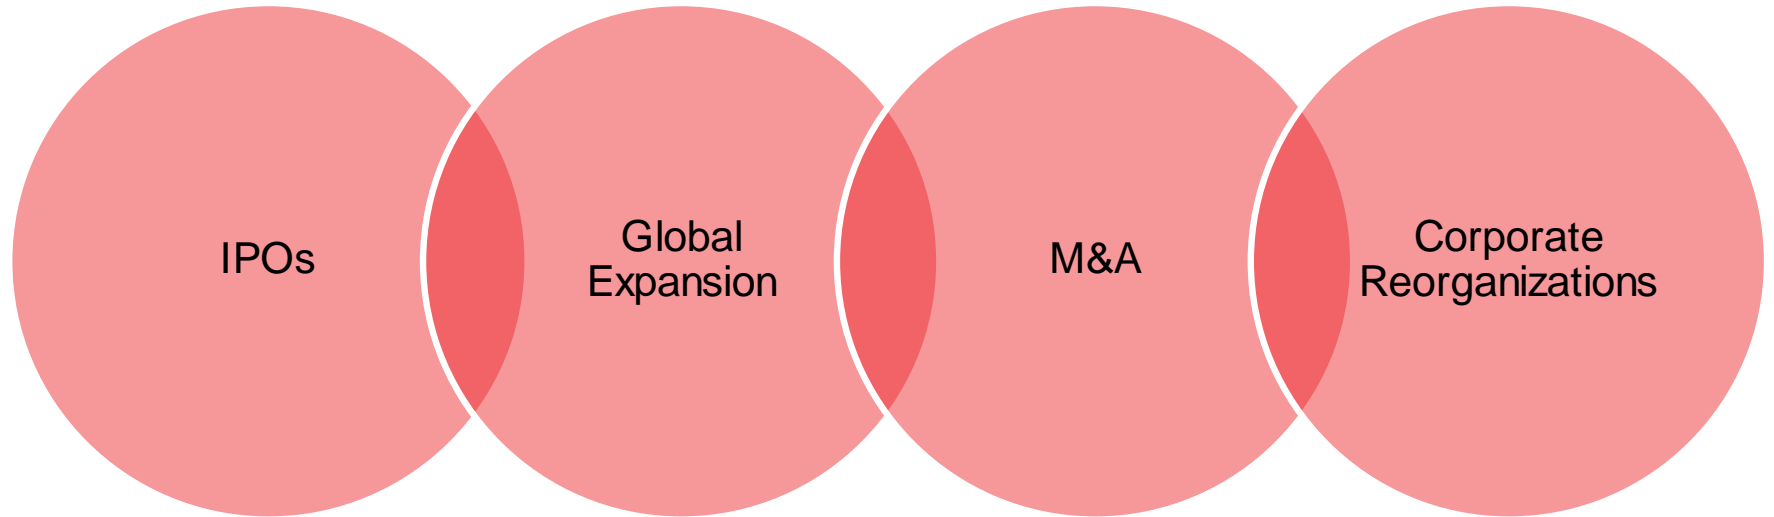 IPOs
Global
Expansion
M&A
Corporate
Reorganizations